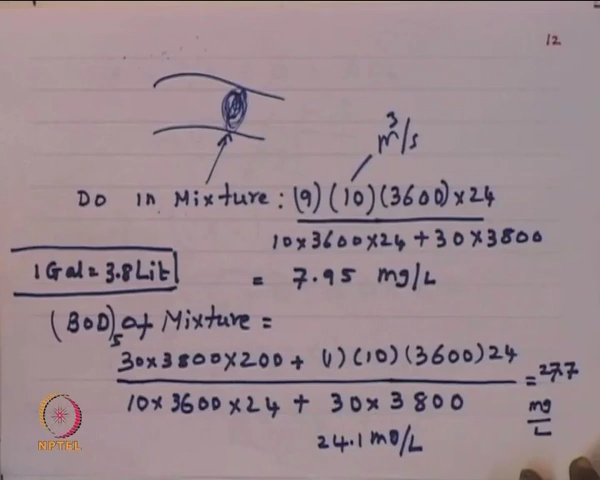 12
m³/s
DO in Mixture: (9)(10)(3600)×24
10×3600×24 + 30×3800
1 Gal = 3.8 Lit
= 7.95 mg/L
(BOD)₅ of Mixture =
30×3800×200 + (1)(10)(3600)24
10×3600×24 + 30×3800
= 27.7 mg/L
24.1 mg/L
NPTEL